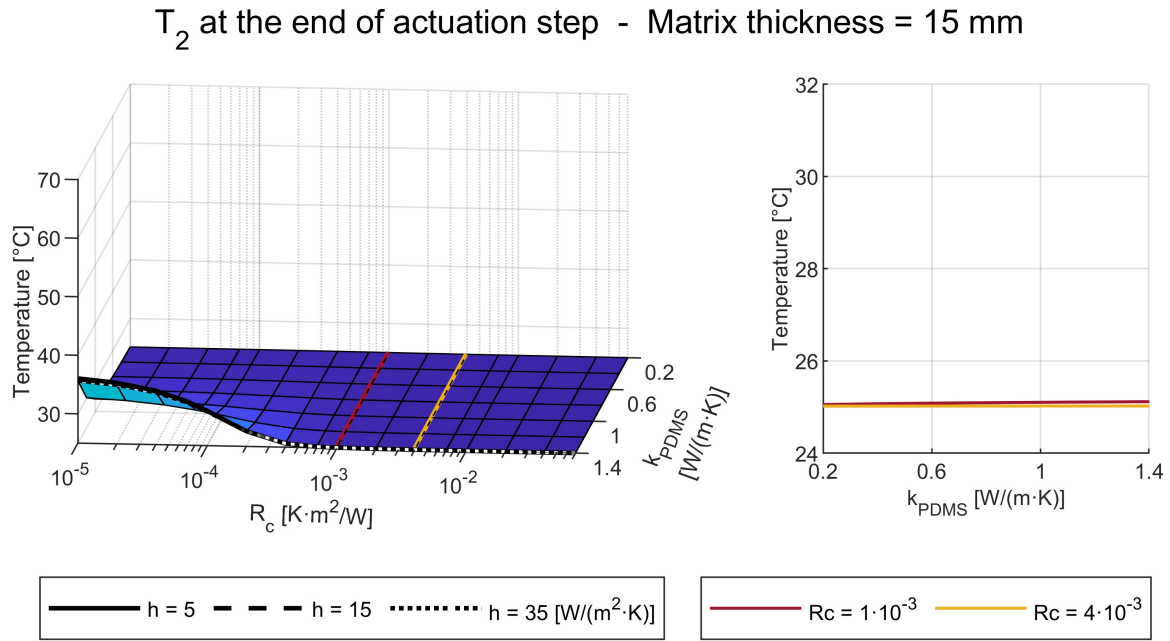 T₂ at the end of actuation step - Matrix thickness = 15 mm
70
60
50
40
30
Temperature [°C]
10⁻⁵
10⁻⁴
10⁻³
10⁻²
R_c [K·m²/W]
0.2
0.6
1
1.4
k_PDMS
[W/(m·K)]
32
30
28
26
24
Temperature [°C]
0.2
0.6
1
1.4
k_PDMS [W/(m·K)]
h = 5
h = 15
h = 35 [W/(m²·K)]
Rc = 1·10⁻³
Rc = 4·10⁻³